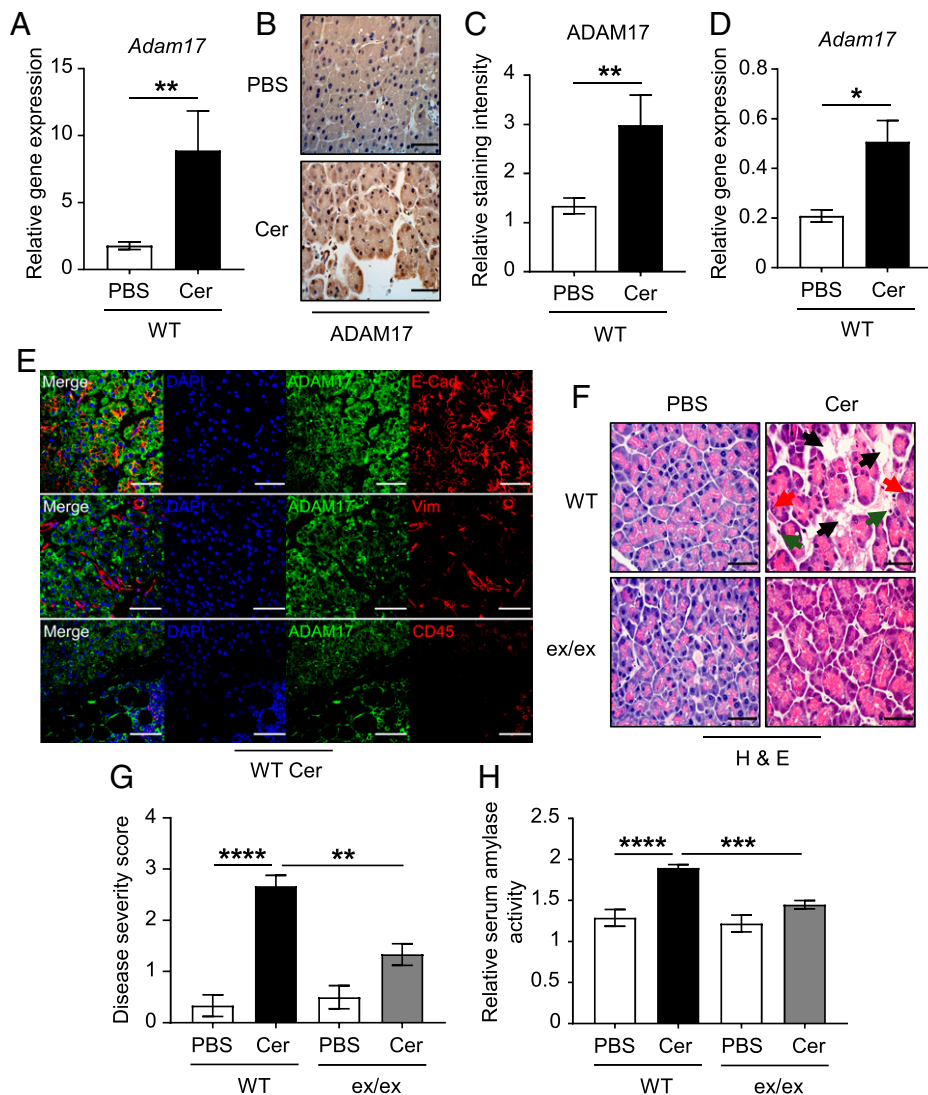 A
Adam17
Relative gene expression
15
10
5
0
**
PBS
Cer
WT
B
PBS
Cer
ADAM17
C
ADAM17
Relative staining intensity
4
3
2
1
0
**
PBS
Cer
WT
D
Adam17
Relative gene expression
0.8
0.6
0.4
0.2
0
*
PBS
Cer
WT
E
Merge
DAPI
ADAM17
E-Cad
Merge
DAPI
ADAM17
Vim
Merge
DAPI
ADAM17
CD45
WT Cer
F
PBS
Cer
WT
ex/ex
H & E
G
Disease severity score
4
3
2
1
0
****
**
PBS
Cer
PBS
Cer
WT
ex/ex
H
Relative serum amylase
activity
2.5
2
1.5
1
0.5
0
****
***
PBS
Cer
PBS
Cer
WT
ex/ex